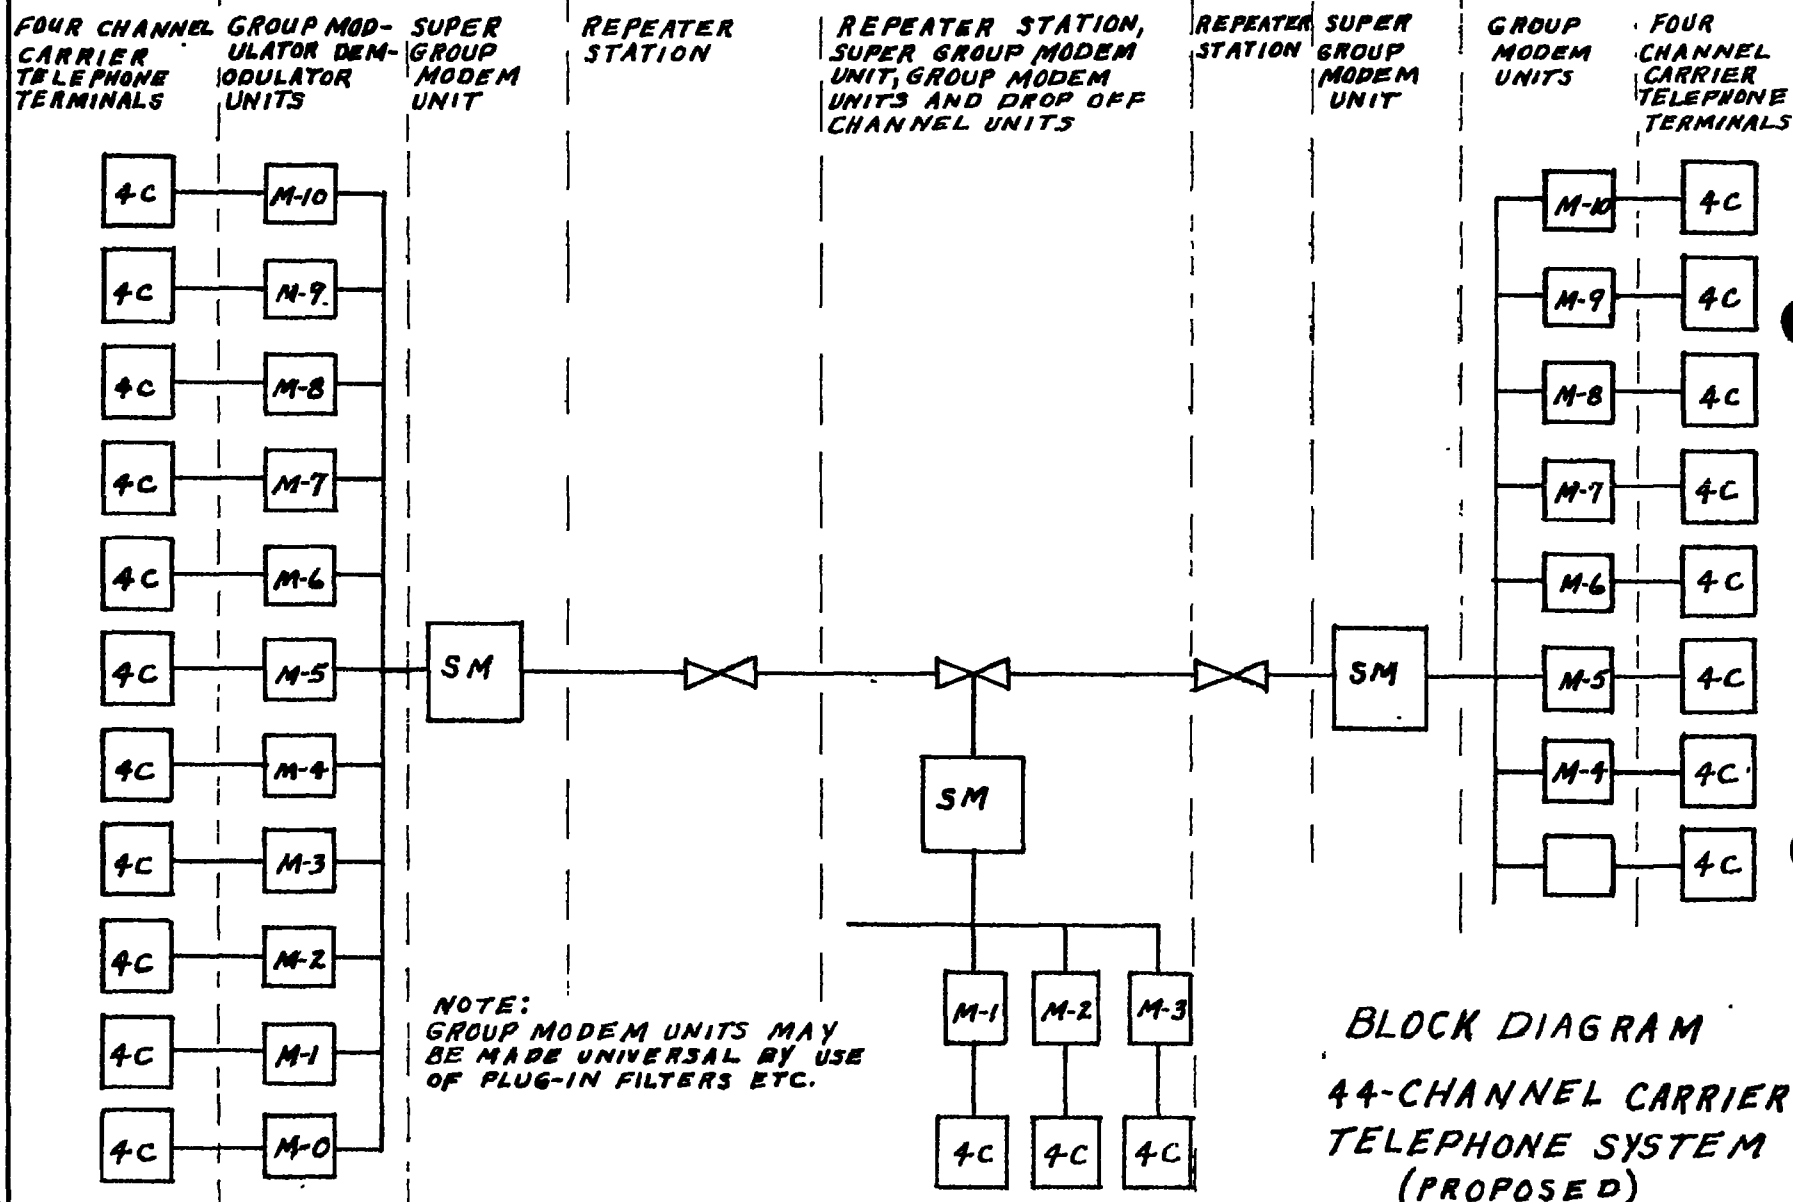 FOUR CHANNEL
CARRIER
TELEPHONE
TERMINALS
GROUP MOD-
ULATOR DEM-
ODULATOR
UNITS
SUPER
GROUP
MODEM
UNIT
REPEATER
STATION
REPEATER STATION,
SUPER GROUP MODEM
UNIT, GROUP MODEM
UNITS AND DROP OFF
CHANNEL UNITS
REPEATER
STATION
SUPER
GROUP
MODEM
UNIT
GROUP
MODEM
UNITS
FOUR
CHANNEL
CARRIER
TELEPHONE
TERMINALS
4C M-10
4C M-9
4C M-8
4C M-7
4C M-6
4C M-5
4C M-4
4C M-3
4C M-2
4C M-1
4C M-0
SM
SM
M-1 M-2 M-3
4C 4C 4C
SM
M-10 4C
M-9 4C
M-8 4C
M-7 4C
M-6 4C
M-5 4C
M-4 4C
4C
NOTE:
GROUP MODEM UNITS MAY
BE MADE UNIVERSAL BY USE
OF PLUG-IN FILTERS ETC.
BLOCK DIAGRAM
44-CHANNEL CARRIER
TELEPHONE SYSTEM
(PROPOSED)